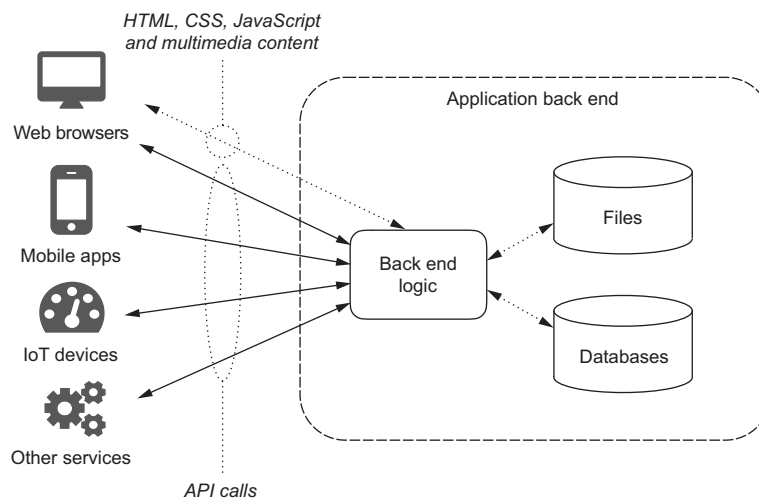 HTML, CSS, JavaScript
and multimedia content
Application back end
Web browsers
Mobile apps
IoT devices
Other services
Back end
logic
Files
Databases
API calls